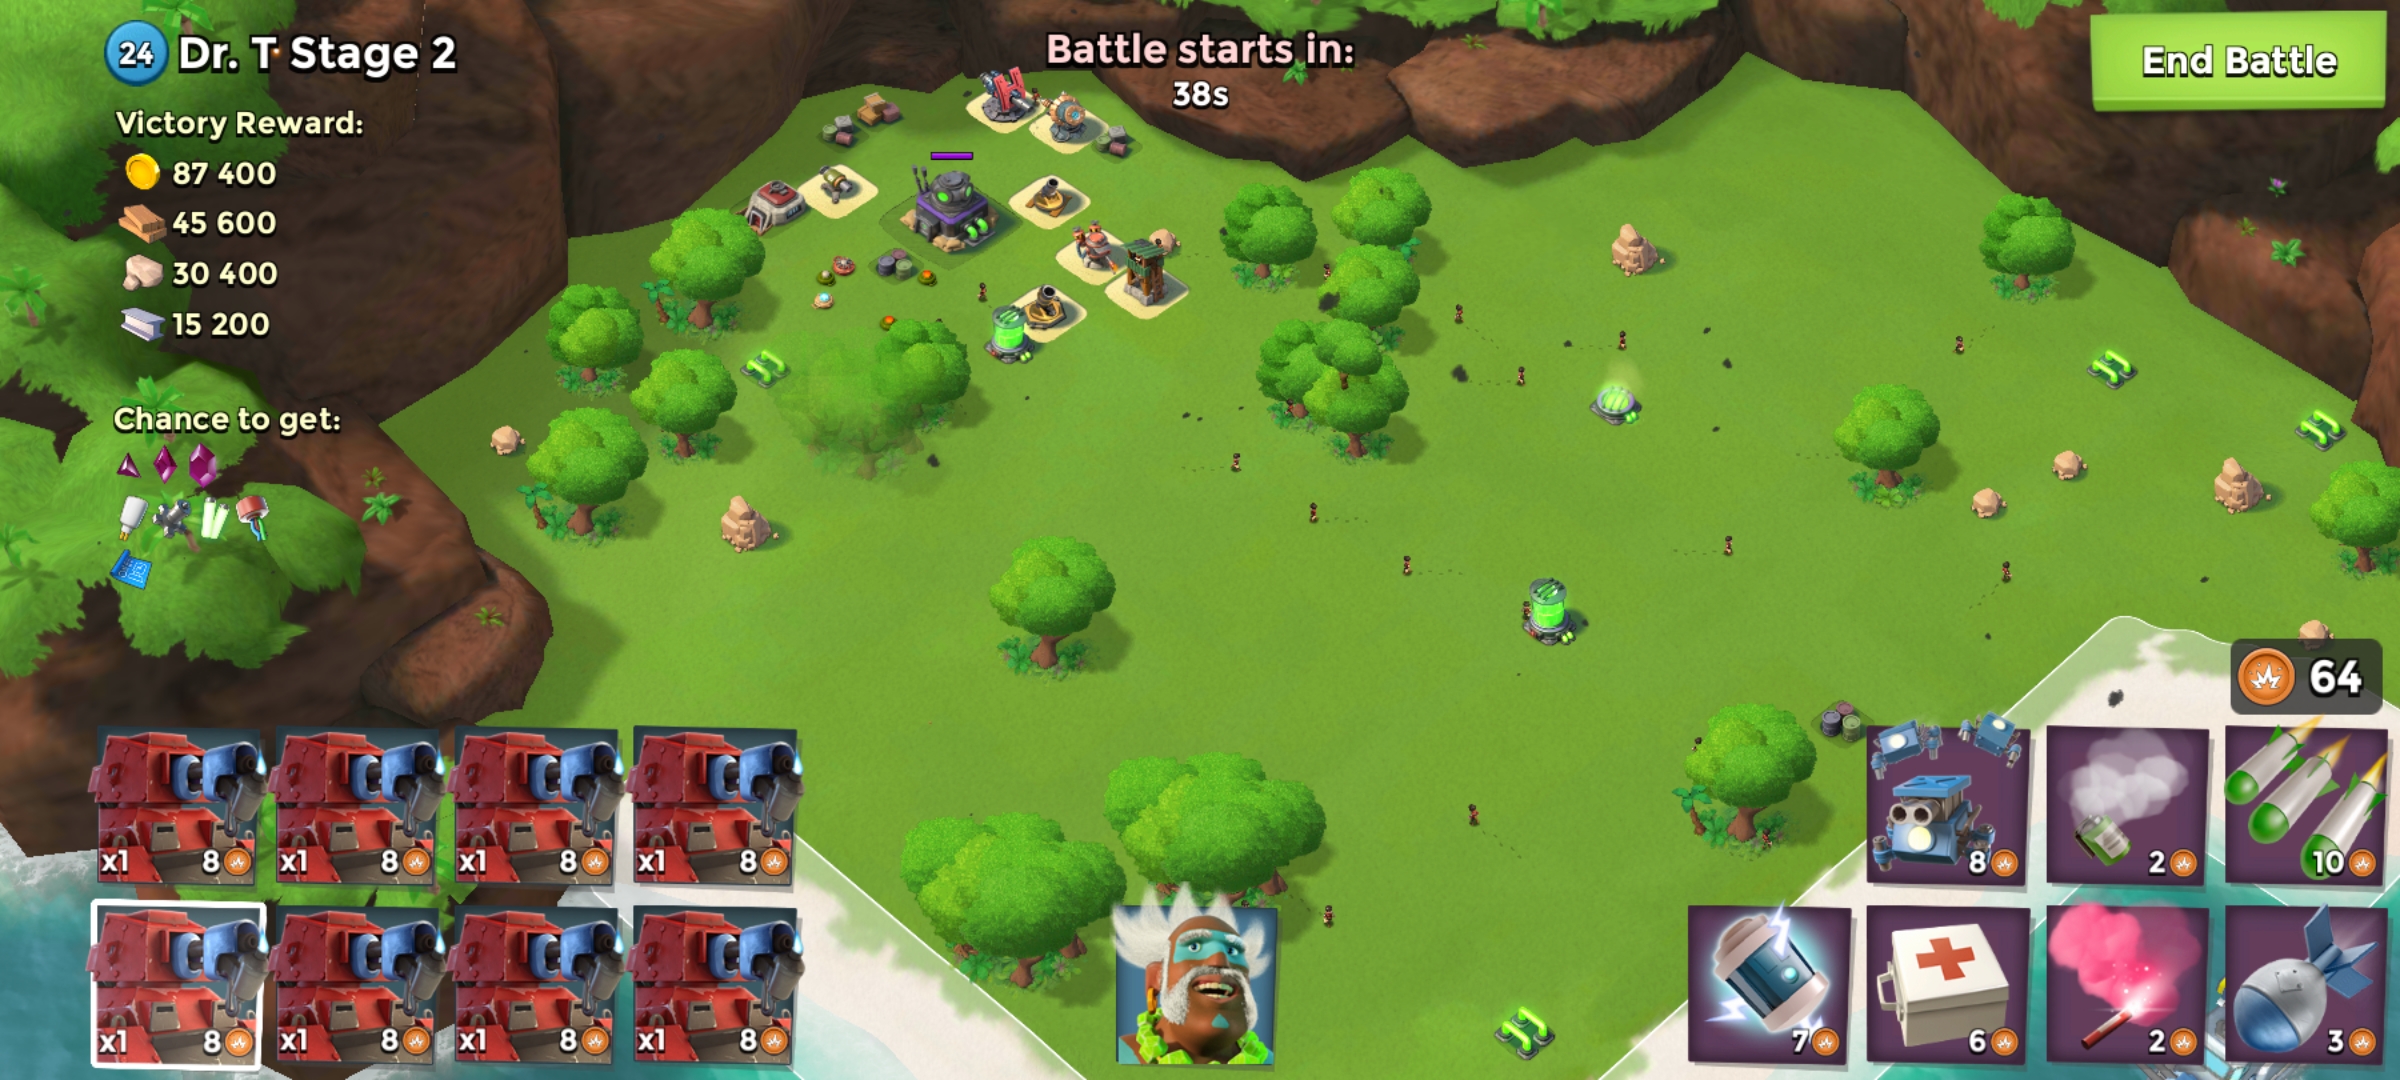 24 Dr. T Stage 2
Victory Reward:
87 400
45 600
30 400
15 200
Chance to get:
Battle starts in:
38s
End Battle
64
x1 8
x1 8
x1 8
x1 8
x1 8
x1 8
x1 8
x1 8
8
2
10
7
6
2
3